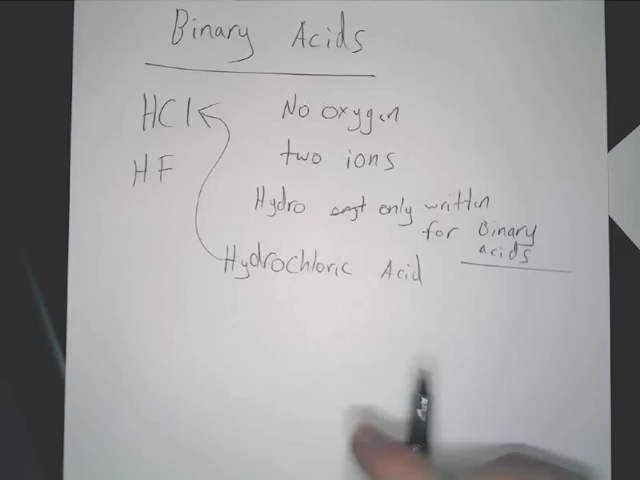 Binary Acids
HCl
No oxygen
HF
two ions
Hydro only written
for Binary
acids
Hydrochloric Acid